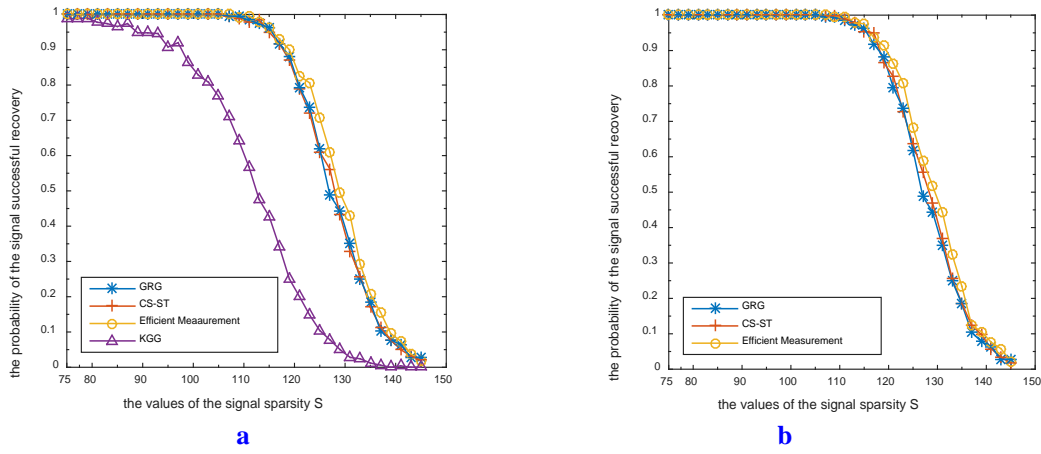 1
0.9
0.8
0.7
0.6
0.5
0.4
0.3
0.2
0.1
0
the probability of the signal successful recovery
GRG
CS-ST
Efficient Meaaurement
KGG
75 80 90 100 110 120 130 140 150
the values of the signal sparsity S
a
1
0.9
0.8
0.7
0.6
0.5
0.4
0.3
0.2
0.1
0
the probability of the signal successful recovery
GRG
CS-ST
Efficient Measurement
75 80 90 100 110 120 130 140 150
the values of the signal sparsity S
b